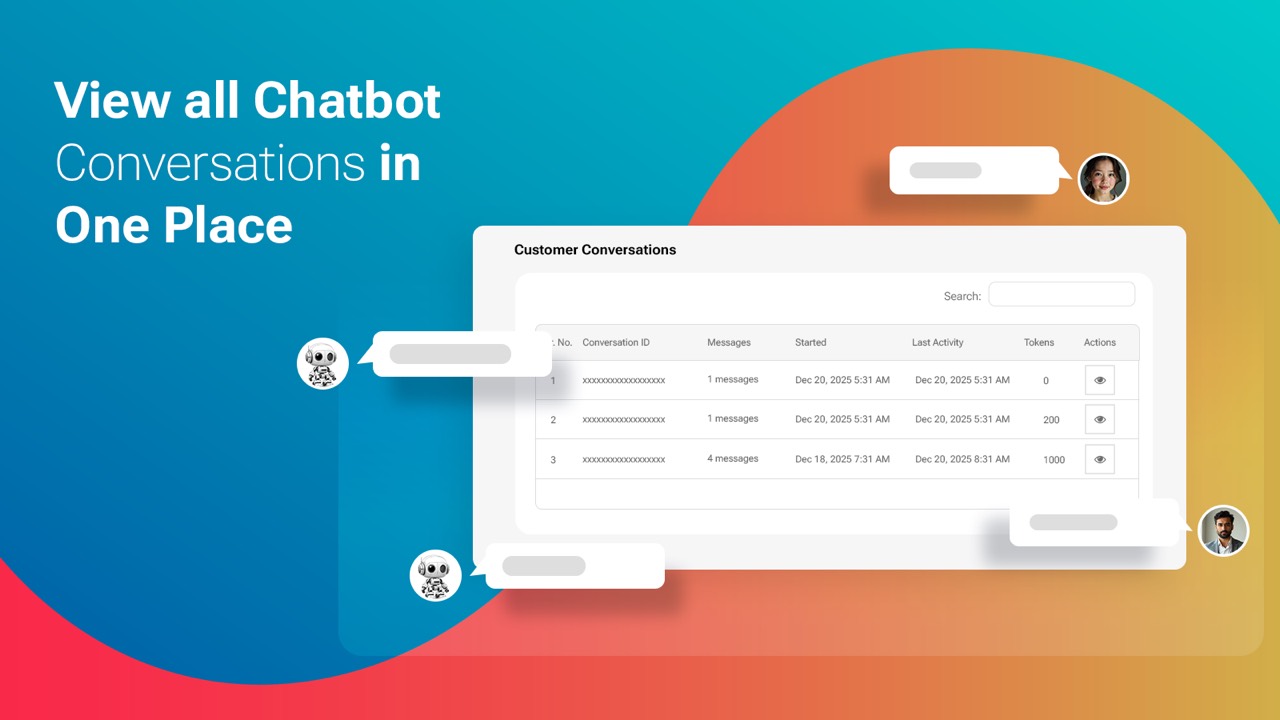 View all Chatbot
Conversations in
One Place
Customer Conversations
Search:
. No. Conversation ID Messages Started Last Activity Tokens Actions
1 xxxxxxxxxxxxxxxxxx 1 messages Dec 20, 2025 5:31 AM Dec 20, 2025 5:31 AM 0
2 xxxxxxxxxxxxxxxxxx 1 messages Dec 20, 2025 5:31 AM Dec 20, 2025 5:31 AM 200
3 xxxxxxxxxxxxxxxxxx 4 messages Dec 18, 2025 7:31 AM Dec 20, 2025 8:31 AM 1000